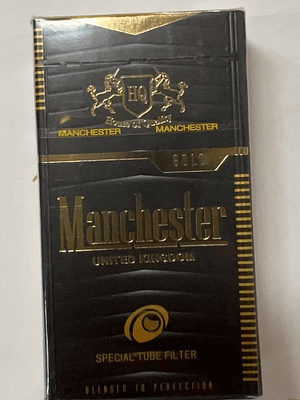 HQ
House of Quality
MANCHESTER MANCHESTER
GOLD
Manchester
UNITED KINGDOM
SPECIAL TUBE FILTER
BLENDED TO PERFECTION